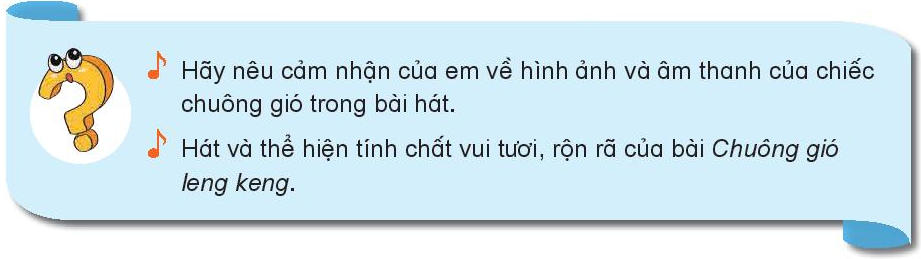 Hãy nêu cảm nhận của em về hình ảnh và âm thanh của chiếc
chuông gió trong bài hát.
Hát và thể hiện tính chất vui tươi, rộn rã của bài Chuông gió
leng keng.